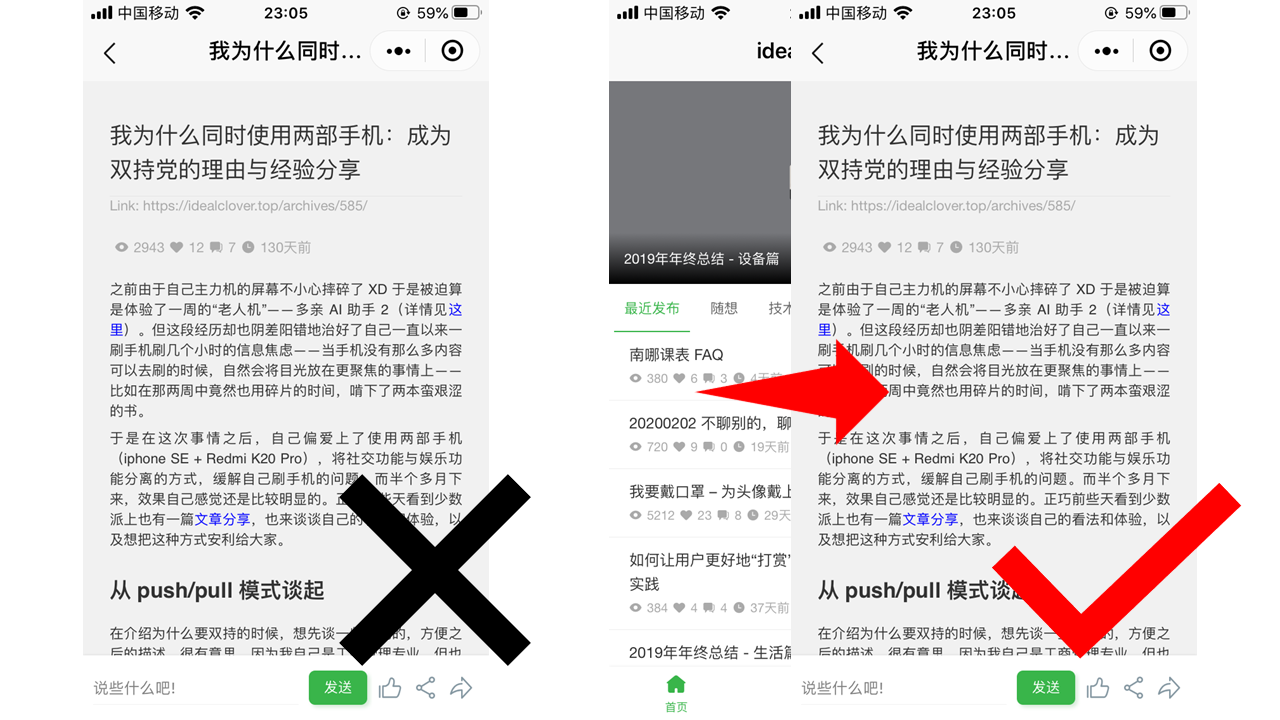 中国移动 23:05 59%
我为什么同时...
我为什么同时使用两部手机：成为
双持党的理由与经验分享
Link: https://idealclover.top/archives/585/
2943 12 7 130天前
之前由于自己主力机的屏幕不小心摔碎了 XD 于是被迫算
是体验了一周的“老人机”——多亲 AI 助手 2（详情见这
里）。但这段经历却也阴差阳错地治好了自己一直以来一
刷手机刷几个小时的信息焦虑——当手机没有那么多内容
可以去刷的时候，自然会将目光放在更聚焦的事情上——
比如在那两周中竟然也用碎片的时间，啃下了两本蛮艰涩
的书。
于是在这次事情之后，自己偏爱上了使用两部手机
（iphone SE + Redmi K20 Pro），将社交功能与娱乐功
能分离的方式，缓解自己刷手机的问题。而半个多月下
来，效果自己感觉还是比较明显的。正巧前些天看到少数
派上也有一篇文章分享，也来谈谈自己的看法和体验，以
及想把这种方式安利给大家。
从 push/pull 模式谈起
在介绍为什么要双持的时候，想先谈一 的，方便之
后的描述。很有意思，因为我自己是工商管理专业，但也
说些什么吧!
发送
中国移动
idea
2019年年终总结 - 设备篇
最近发布 随想 技术
南哪课表 FAQ
380 6 3 4天前
20200202 不聊别的，聊
720 9 0 19天前
我要戴口罩 – 为头像戴上
5212 23 8 29天
如何让用户更好地“打赏”
实践
384 4 4 37天前
2019年年终总结 - 生活篇
首页
中国移动 23:05 59%
我为什么同时...
我为什么同时使用两部手机：成为
双持党的理由与经验分享
Link: https://idealclover.top/archives/585/
2943 12 7 130天前
之前由于自己主力机的屏幕不小心摔碎了 XD 于是被迫算
是体验了一周的“老人机”——多亲 AI 助手 2（详情见这
里）。但这段经历却也阴差阳错地治好了自己一直以来一
刷手机刷几个小时的信息焦虑——当手机没有那么多内容
可 刷的时候，自然会将目光放在更聚焦的事情上——
周中竟然也用碎片的时间，啃下了两本蛮艰涩
于是在这次事情之后，自己偏爱上了使用两部手机
（iphone SE + Redmi K20 Pro），将社交功能与娱乐功
能分离的方式，缓解自己刷手机的问题。而半个多月下
来，效果自己感觉还是比较明显的。正巧前些天看到少数
派上也有一篇文章分享，也来谈谈自己的看法和体验，以
及想把这种方式安利给大家。
从 push/pull 模式谈起
在介绍为什么要双持的时候，想先谈一 的，方便之
后的描述。很有意思，因为我自己是工商管理专业，但也
说些什么吧!
发送